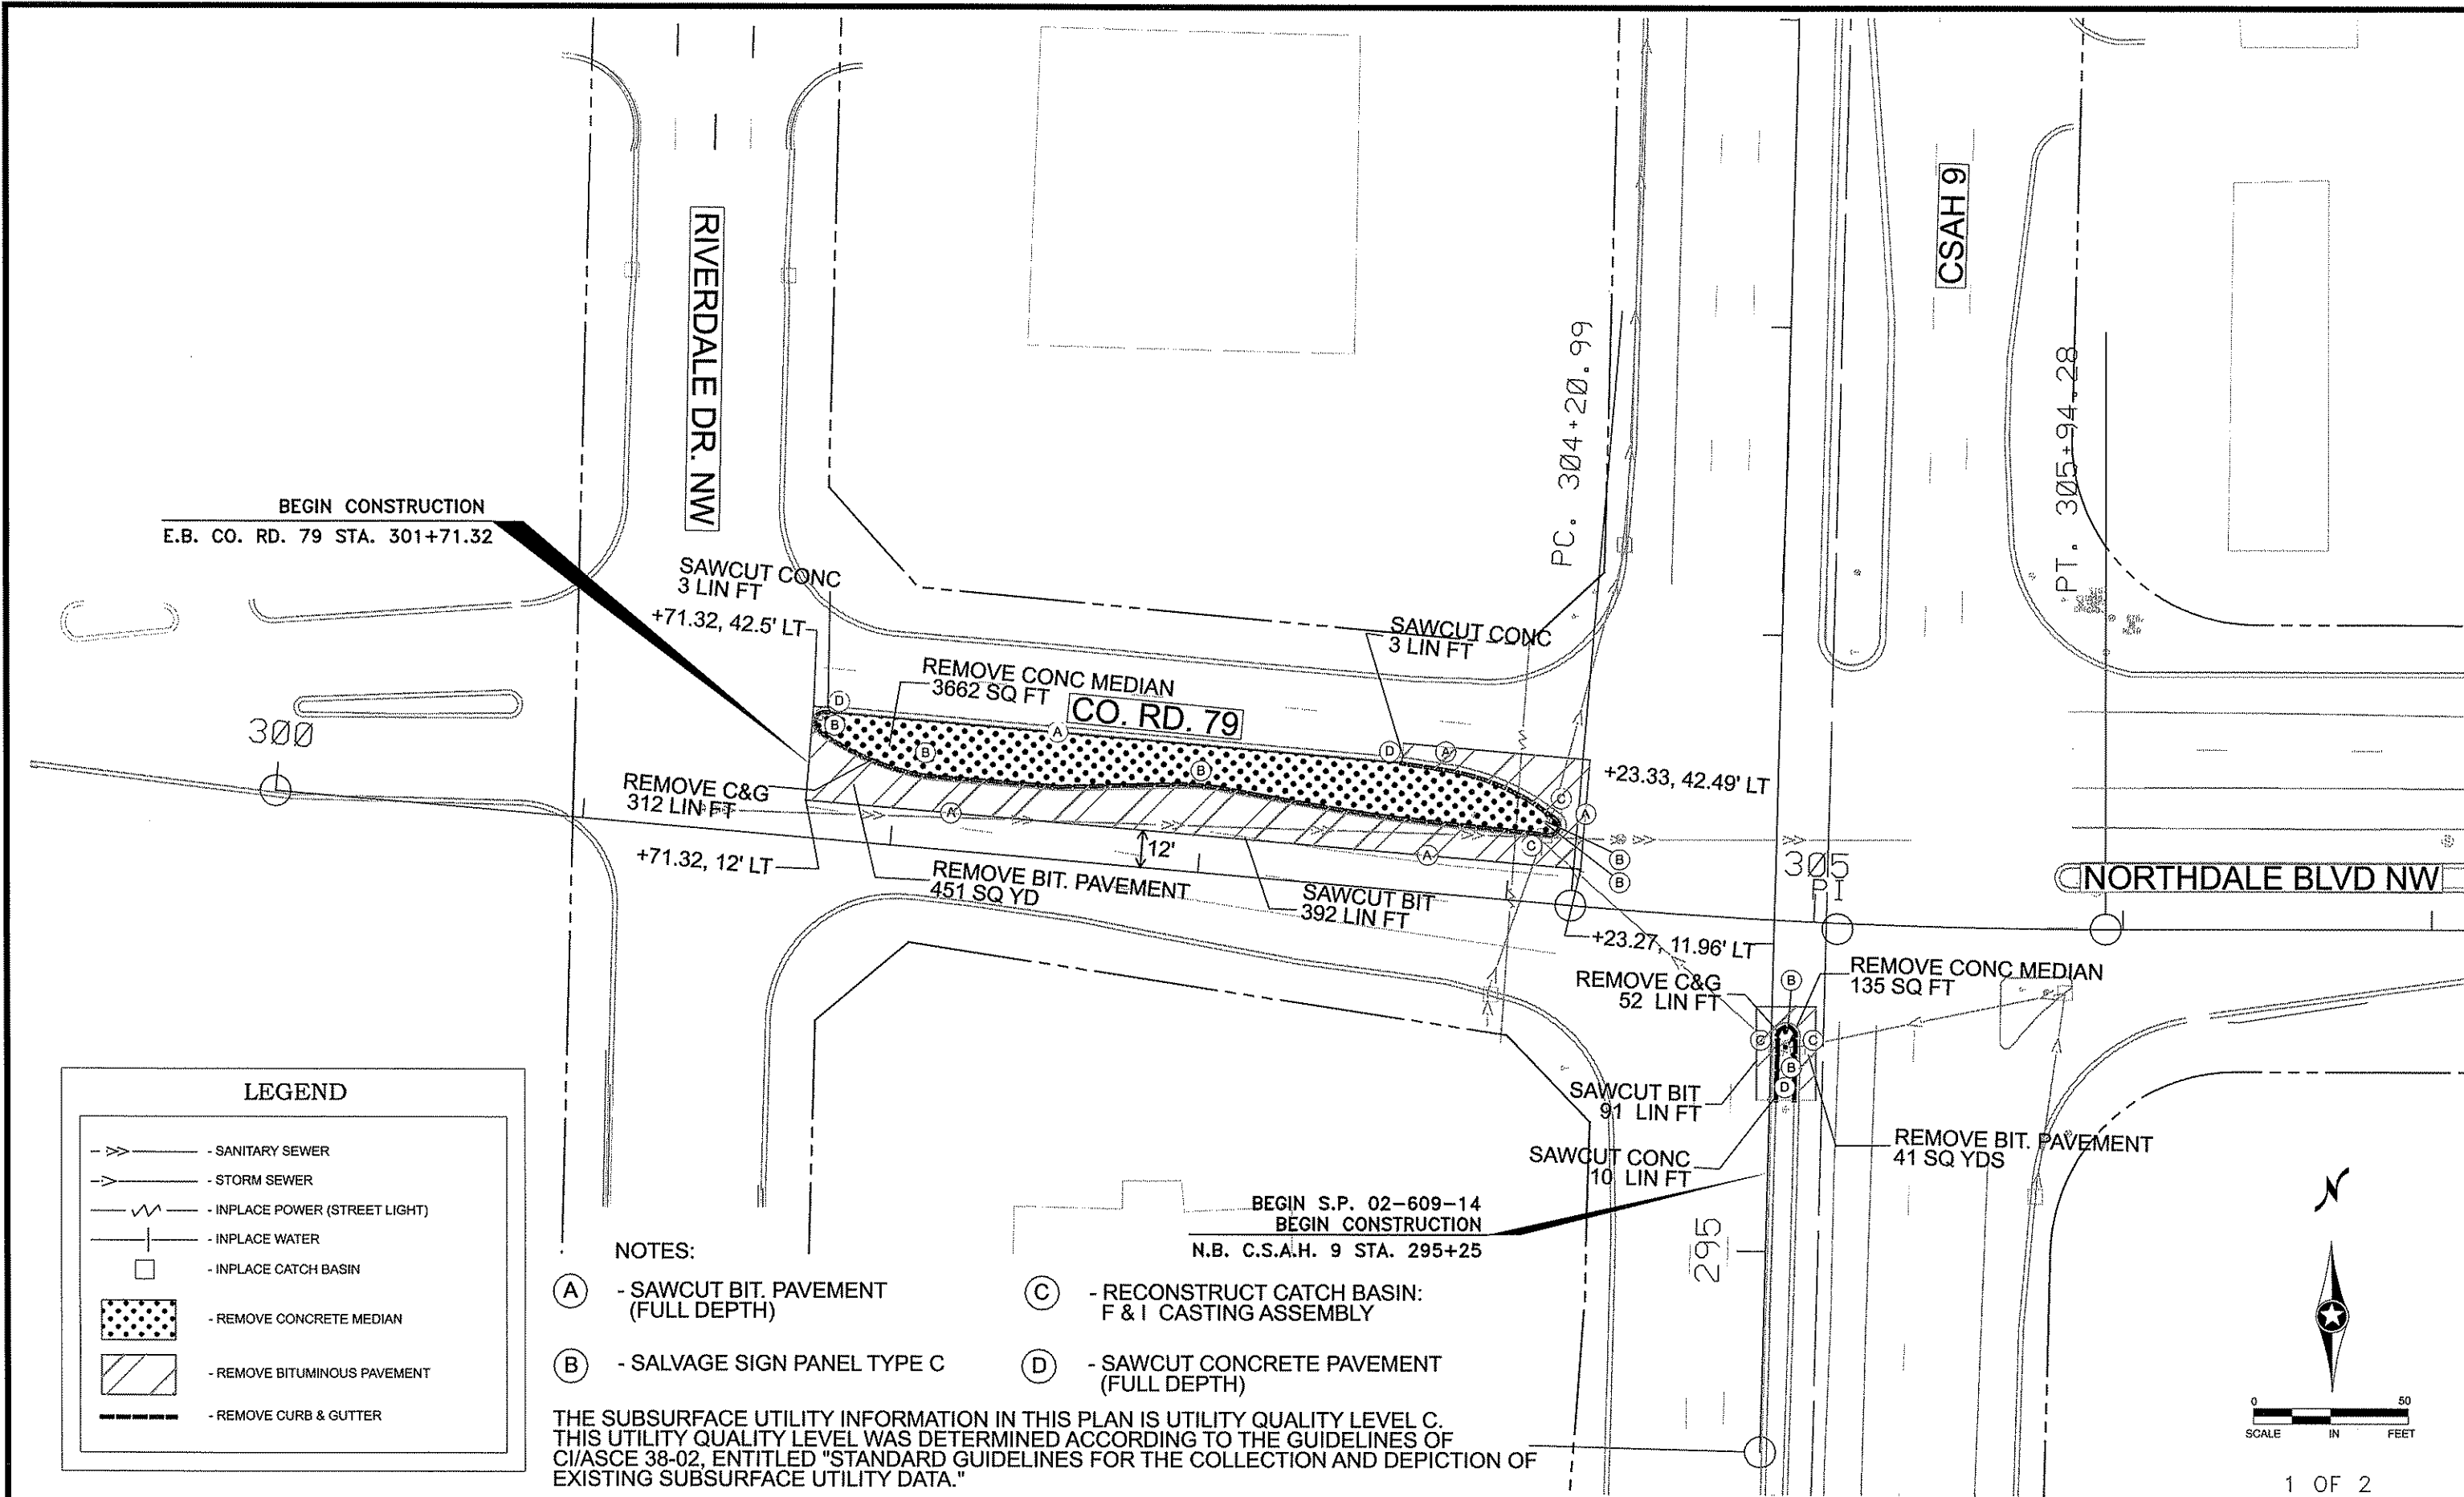 RIVERDALE DR. NW
CSAH 9
PC. 304+20.99
PT. 305+94.28
BEGIN CONSTRUCTION
E.B. CO. RD. 79 STA. 301+71.32
SAWCUT CONC
3 LIN FT
+71.32, 42.5' LT
SAWCUT CONC
3 LIN FT
REMOVE CONC MEDIAN
3662 SQ FT
CO. RD. 79
300
D
B
A
B
B
D
A
+23.33, 42.49' LT
REMOVE C&G
312 LIN FT
A
C
A
12'
+71.32, 12' LT
REMOVE BIT. PAVEMENT
451 SQ YD
SAWCUT BIT
392 LIN FT
A
C
B
B
305
PI
NORTHDALE BLVD NW
+23.27, 11.96' LT
REMOVE C&G
52 LIN FT
B
REMOVE CONC MEDIAN
135 SQ FT
C
C
B
D
SAWCUT BIT
91 LIN FT
SAWCUT CONC
10 LIN FT
REMOVE BIT. PAVEMENT
41 SQ YDS
BEGIN S.P. 02-609-14
BEGIN CONSTRUCTION
N.B. C.S.A.H. 9 STA. 295+25
295
LEGEND
- SANITARY SEWER
- STORM SEWER
- INPLACE POWER (STREET LIGHT)
- INPLACE WATER
- INPLACE CATCH BASIN
- REMOVE CONCRETE MEDIAN
- REMOVE BITUMINOUS PAVEMENT
- REMOVE CURB & GUTTER
NOTES:
A - SAWCUT BIT. PAVEMENT
(FULL DEPTH)
B - SALVAGE SIGN PANEL TYPE C
C - RECONSTRUCT CATCH BASIN:
F & I CASTING ASSEMBLY
D - SAWCUT CONCRETE PAVEMENT
(FULL DEPTH)
THE SUBSURFACE UTILITY INFORMATION IN THIS PLAN IS UTILITY QUALITY LEVEL C.
THIS UTILITY QUALITY LEVEL WAS DETERMINED ACCORDING TO THE GUIDELINES OF
CI/ASCE 38-02, ENTITLED "STANDARD GUIDELINES FOR THE COLLECTION AND DEPICTION OF
EXISTING SUBSURFACE UTILITY DATA."
N
0 50
SCALE IN FEET
1 OF 2